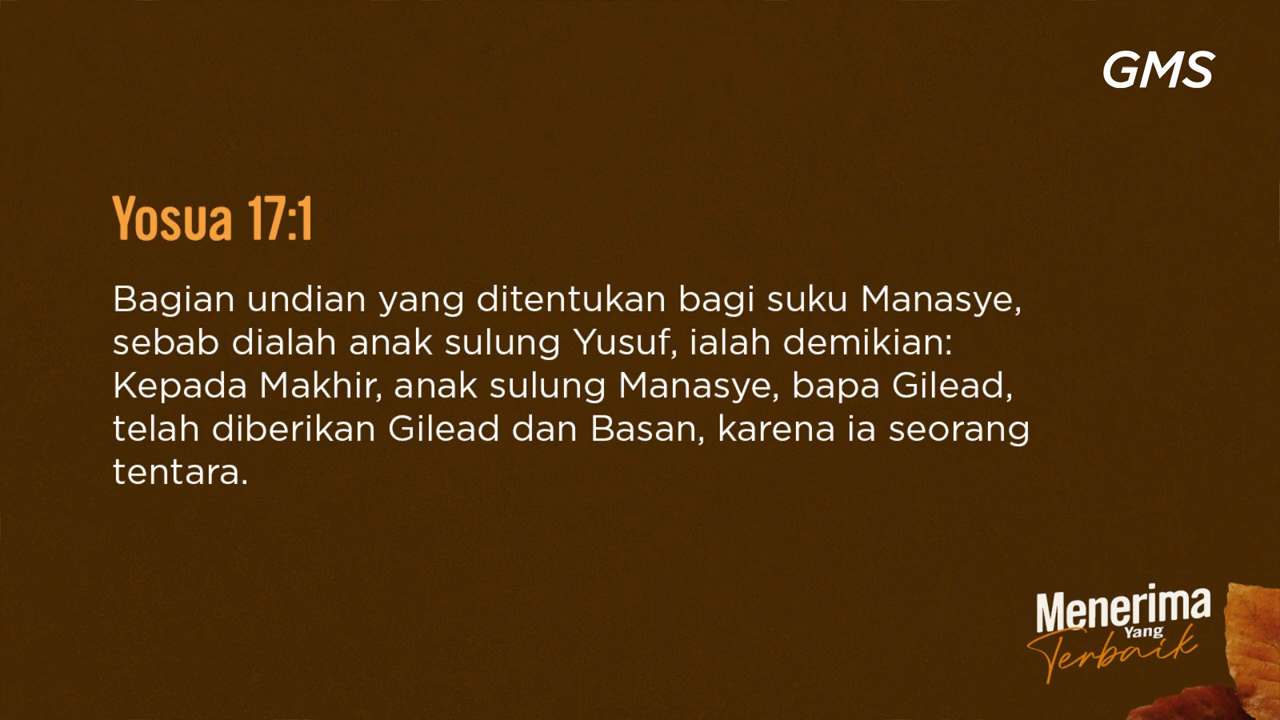 GMS
Yosua 17:1
Bagian undian yang ditentukan bagi suku Manasye,
sebab dialah anak sulung Yusuf, ialah demikian:
Kepada Makhir, anak sulung Manasye, bapa Gilead,
telah diberikan Gilead dan Basan, karena ia seorang
tentara.
Menerima
Yang
Terbaik